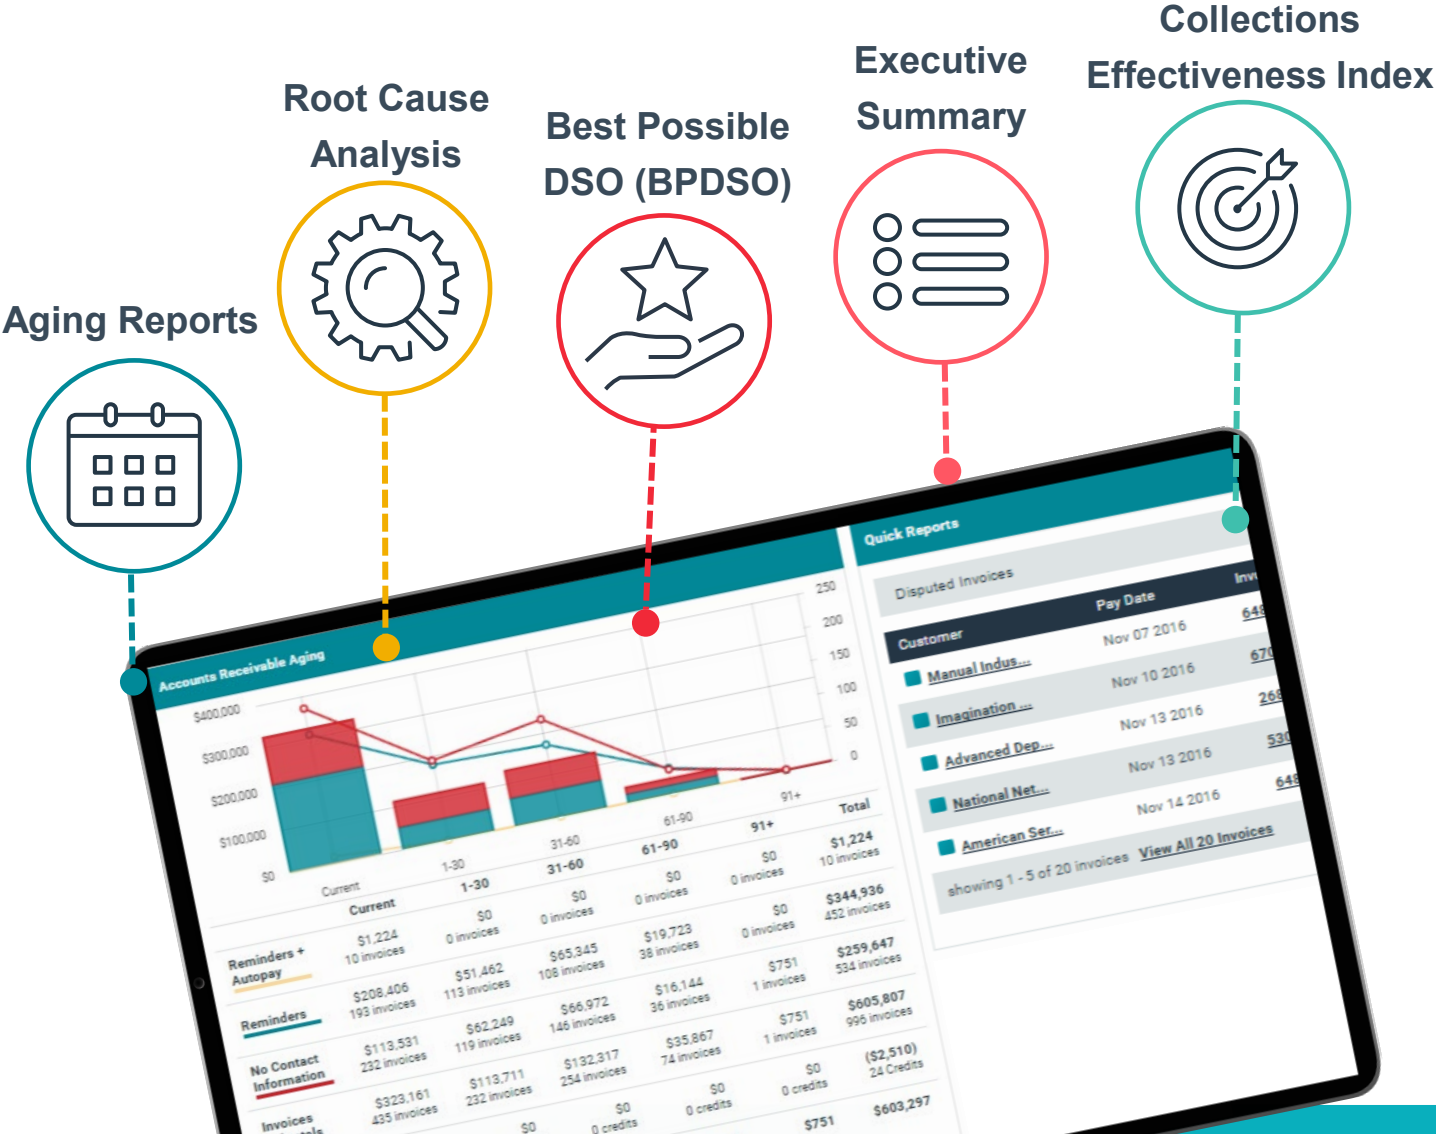 Collections
Effectiveness Index
Executive
Summary
Root Cause
Analysis
Best Possible
DSO (BPDSO)
Aging Reports
Accounts Receivable Aging
$400,000
$300,000
$200,000
$100,000
$0
250
200
150
100
50
0
Current 1-30 31-60 61-90 91+
Current 1-30 31-60 61-90 91+ Total
Reminders + $1,224 $0 $0 $0 $0 $1,224
Autopay 10 invoices 0 invoices 0 invoices 0 invoices 0 invoices 10 invoices
Reminders $208,406 $51,462 $65,345 $19,723 $0 $344,936
193 invoices 113 invoices 108 invoices 38 invoices 0 invoices 452 invoices
No Contact $113,531 $62,249 $66,972 $16,144 $751 $259,647
Information 232 invoices 119 invoices 146 invoices 36 invoices 1 invoices 534 invoices
Invoices $323,161 $113,711 $132,317 $35,867 $751 $605,807
435 invoices 232 invoices 254 invoices 74 invoices 1 invoices 996 invoices
$0 $0 $0 $0 ($2,510)
0 credits 0 credits 0 credits 24 Credits
$751 $603,297
Quick Reports
Disputed Invoices
Customer Pay Date Inv
Manual Indus... Nov 07 2016 648
Imagination ... Nov 10 2016 670
Advanced Dep... Nov 13 2016 268
National Net... Nov 13 2016 530
American Ser... Nov 14 2016 648
showing 1 - 5 of 20 invoices View All 20 Invoices